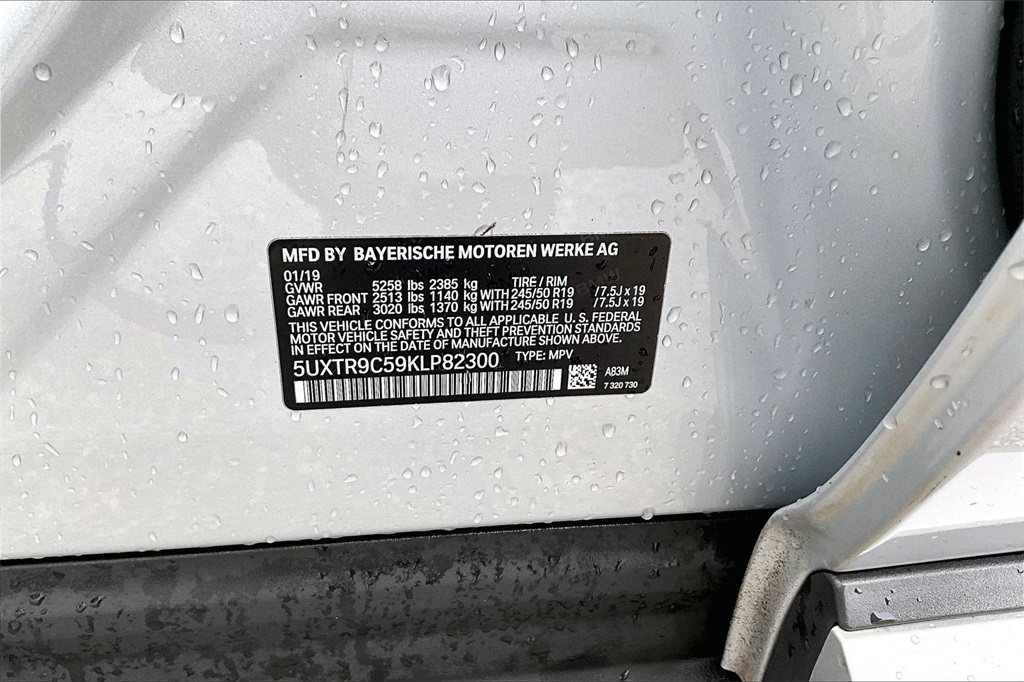 MFD BY BAYERISCHE MOTOREN WERKE AG
01/19
GVWR 5258 lbs 2385 kg TIRE / RIM
GAWR FRONT 2513 lbs 1140 kg WITH 245/50 R19 /7.5J x 19
GAWR REAR 3020 lbs 1370 kg WITH 245/50 R19 /7.5J x 19
THIS VEHICLE CONFORMS TO ALL APPLICABLE U.S. FEDERAL
MOTOR VEHICLE SAFETY AND THEFT PREVENTION STANDARDS
IN EFFECT ON THE DATE OF MANUFACTURE SHOWN ABOVE.
5UXTR9C59KLP82300 TYPE: MPV
A83M
7 320 730